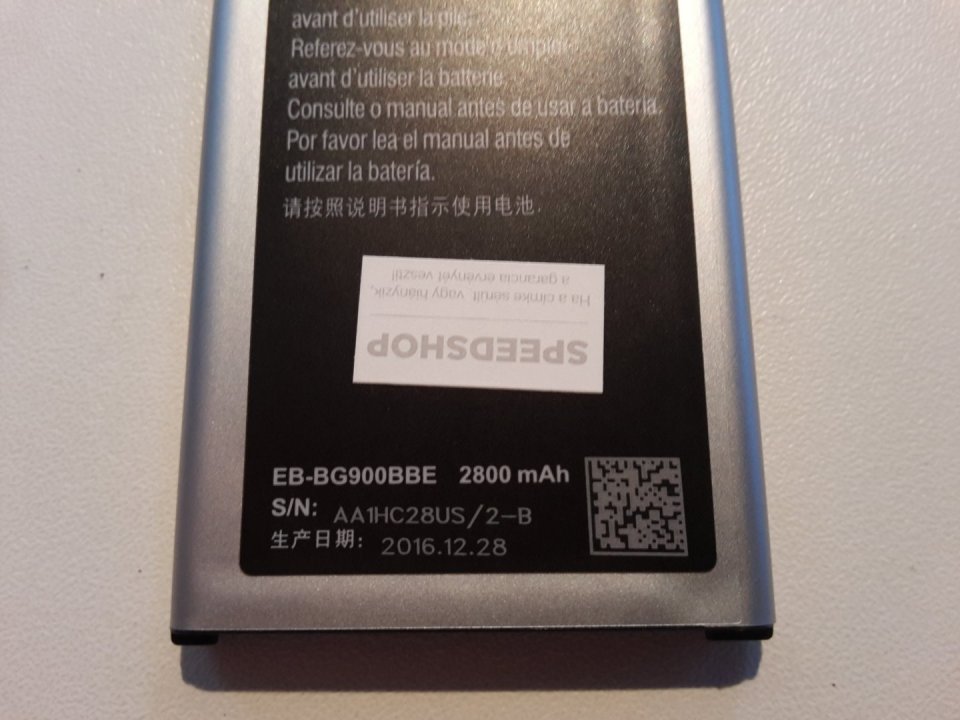 avant d'utiliser la pile.
Referez-vous au mode d'emploi
avant d'utiliser la batterie.
Consulte o manual antes de usar a bateria.
Por favor lea el manual antes de
utilizar la batería.
请按照说明书指示使用电池.
SPEEDSHOP
Ha a címke sérült, vagy hiányzik,
a garancia érvényét veszti!
EB-BG900BBE 2800 mAh
S/N: AA1HC28US/2-B
生产日期: 2016.12.28